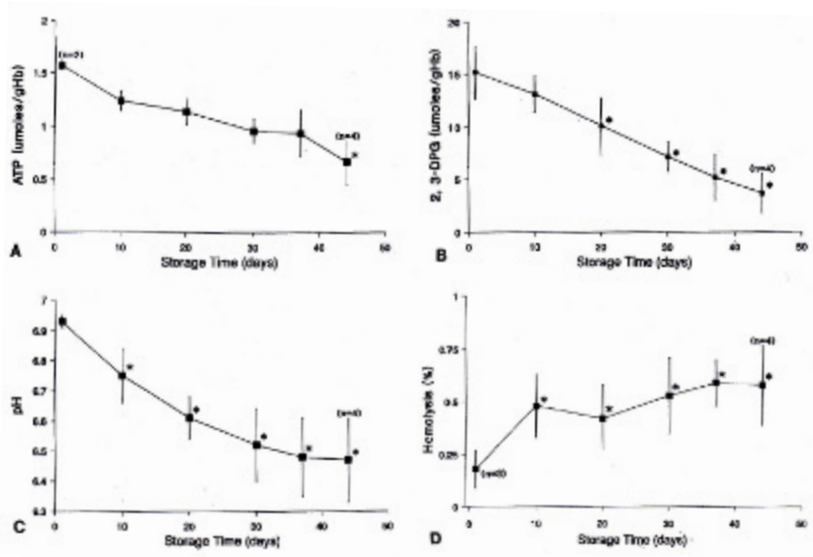 2
1.5
1
0.5
0
ATP (umoles/gHb)
(n=2)
(n=4)
*
0 10 20 30 40 50
Storage Time (days)
A
20
15
10
5
0
2, 3-DPG (umoles/gHb)
(n=4)
* * * *
0 10 20 30 40 50
Storage Time (days)
B
7
6.9
6.8
6.7
6.6
6.5
6.4
6.3
pH
(n=4)
* * * * *
0 10 20 30 40 50
Storage Time (days)
C
1
0.75
0.5
0.25
0
Hemolysis (%)
* * * * *
0 10 20 30 40 50
Storage Time (days)
D